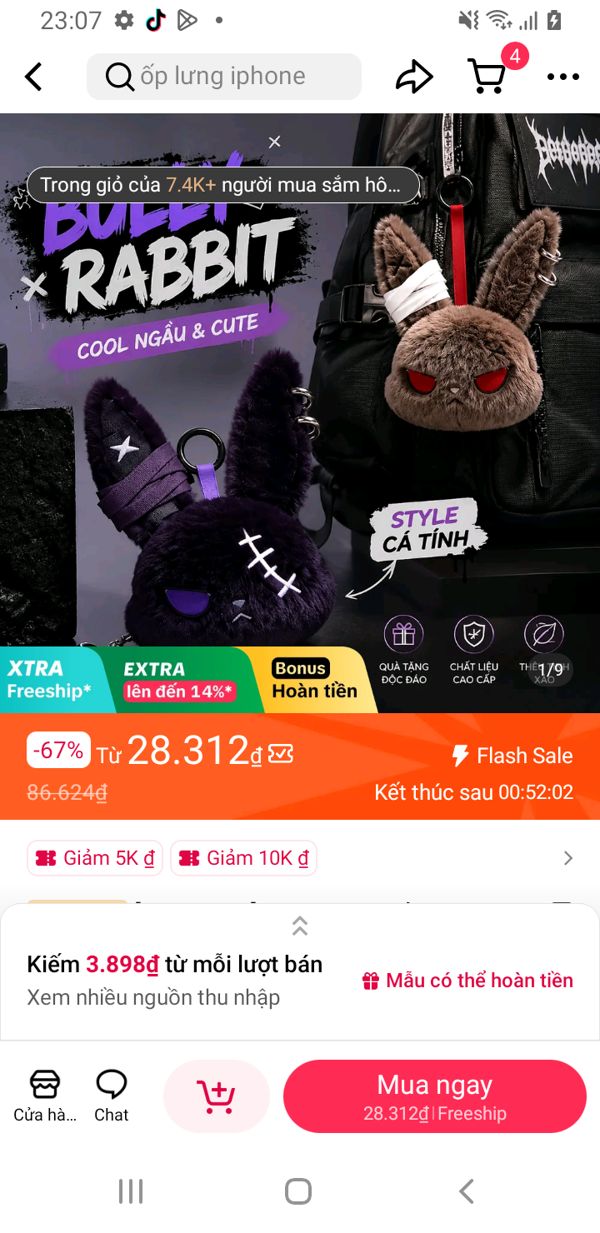 23:07
4
ốp lưng iphone
Trong giỏ của 7.4K+ người mua sắm hô...
BULLY
RABBIT
COOL NGẦU & CUTE
STYLE
CÁ TÍNH
QUÀ TẶNG
ĐỘC ĐÁO
CHẤT LIỆU
CAO CẤP
1/9
XTRA
Freeship*
EXTRA
lên đến 14%*
Bonus
Hoàn tiền
-67% Từ 28.312₫
Flash Sale
86.624₫
Kết thúc sau 00:52:02
Giảm 5K ₫
Giảm 10K ₫
Kiếm 3.898₫ từ mỗi lượt bán
Xem nhiều nguồn thu nhập
Mẫu có thể hoàn tiền
Cửa hà...
Chat
Mua ngay
28.312₫ | Freeship